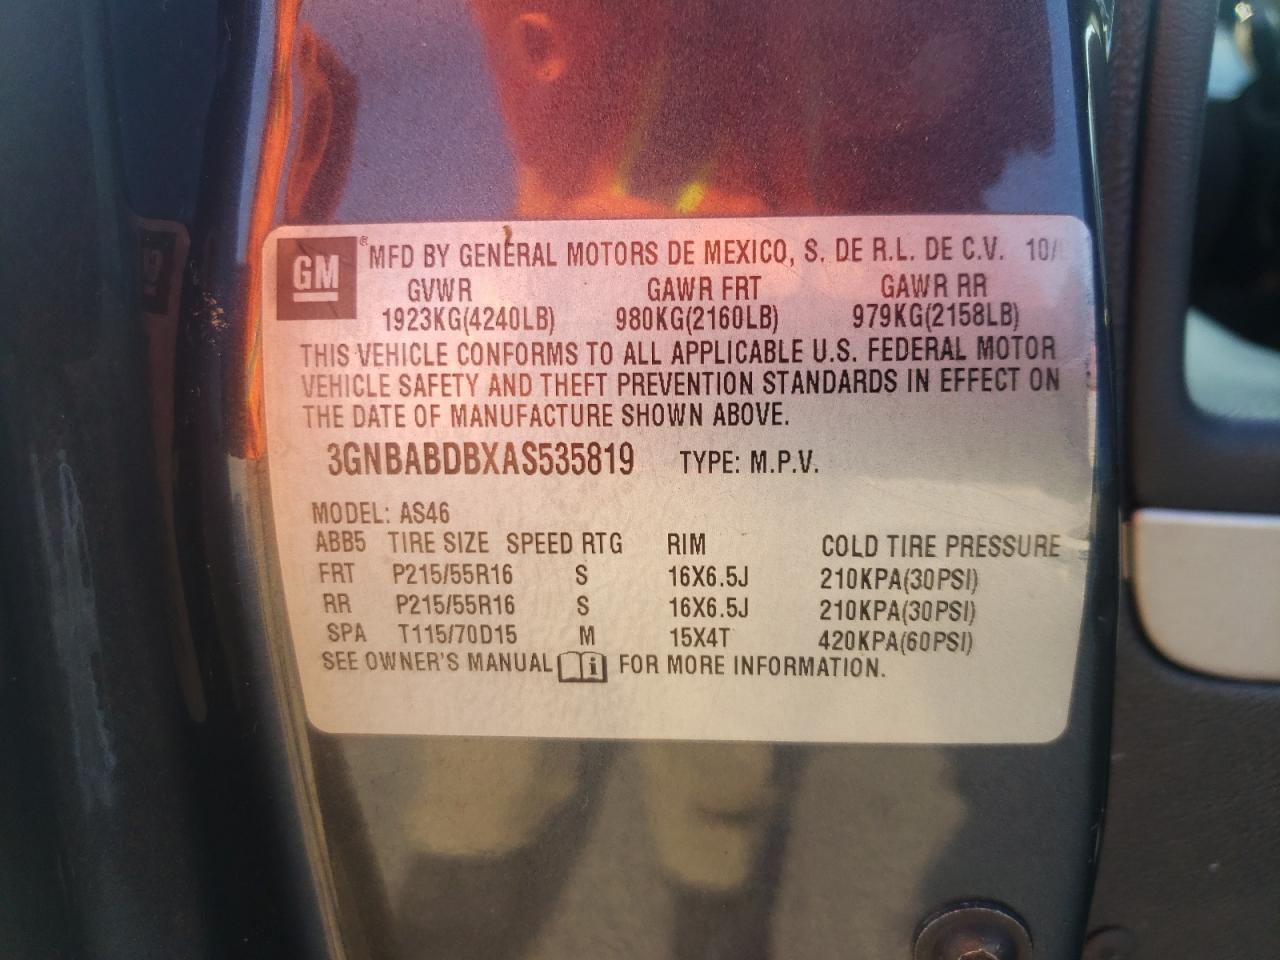 GM ® MFD BY GENERAL MOTORS DE MEXICO, S. DE R.L. DE C.V. 10/
GVWR GAWR FRT GAWR RR
1923KG(4240LB) 980KG(2160LB) 979KG(2158LB)
THIS VEHICLE CONFORMS TO ALL APPLICABLE U.S. FEDERAL MOTOR
VEHICLE SAFETY AND THEFT PREVENTION STANDARDS IN EFFECT ON
THE DATE OF MANUFACTURE SHOWN ABOVE.
3GNBABDBXAS535819 TYPE: M.P.V.
MODEL: AS46
ABB5 TIRE SIZE SPEED RTG RIM COLD TIRE PRESSURE
FRT P215/55R16 S 16X6.5J 210KPA(30PSI)
RR P215/55R16 S 16X6.5J 210KPA(30PSI)
SPA T115/70D15 M 15X4T 420KPA(60PSI)
SEE OWNER'S MANUAL i FOR MORE INFORMATION.